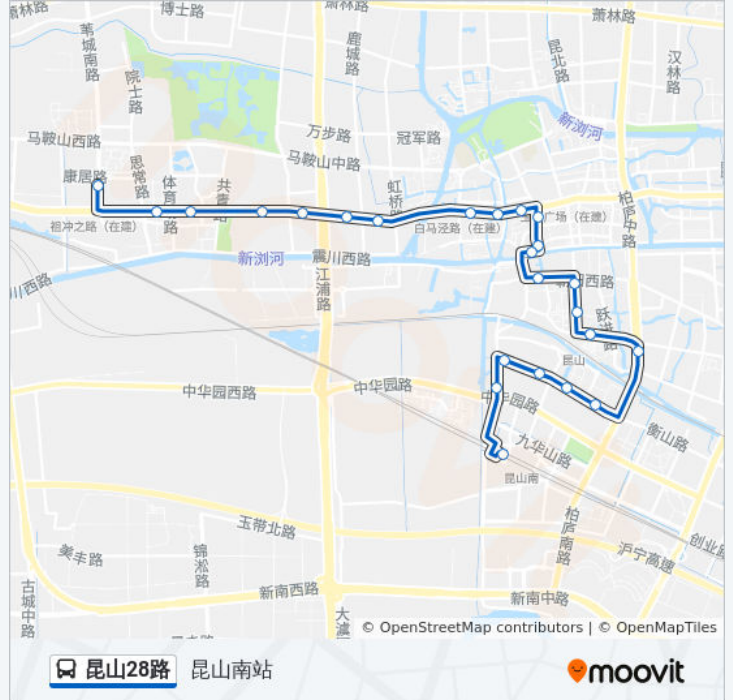 萧林路
博士路
萧林路
萧林路
苇城南路
鹿城路
昆北路
汉林路
院士路
新浏河
马鞍山西路
万步路
冠军路
马鞍山中路
思常路
康居路
体育
共青
路
虹桥路
柏庐中路
祖冲之路（在建）
白马泾路（在建）
广场（在建）
新浏河
震川西路
川西路
江浦路
西路
跃进路
昆山
中华园西路
中华园路
中华园路
衡山路
九华山路
昆山南
柏庐南路
玉带北路
创业路
沪宁高速
美丰路
锦淞路
古城中路
新南西路
新南中路
© OpenStreetMap contributors | © OpenMapTiles
昆山28路 昆山南站
moovit